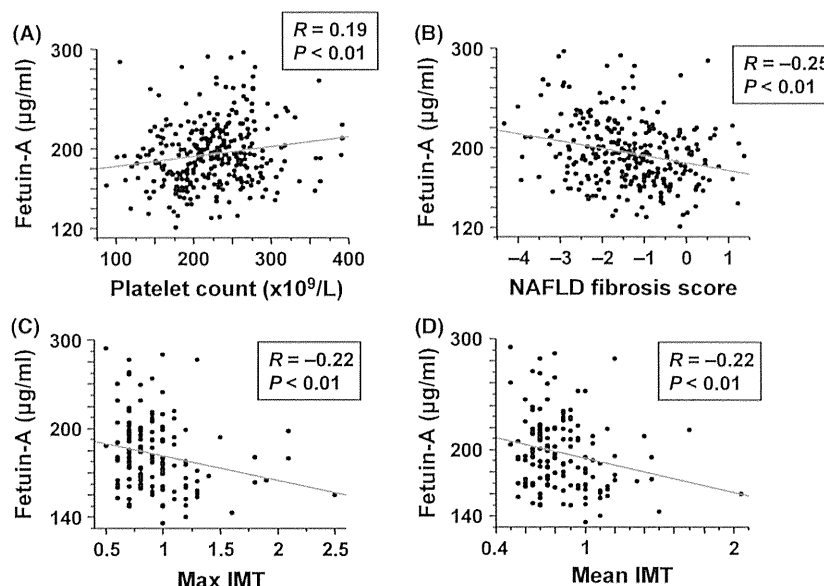 (A)
R = 0.19
P < 0.01
300
200
120
Fetuin-A (µg/ml)
100 200 300 400
Platelet count (x10⁹/L)
(B)
R = –0.25
P < 0.01
300
200
120
Fetuin-A (µg/ml)
–4 –3 –2 –1 0 1
NAFLD fibrosis score
(C)
R = –0.22
P < 0.01
300
200
140
Fetuin-A (µg/ml)
0.5 1 1.5 2 2.5
Max IMT
(D)
R = –0.22
P < 0.01
300
200
140
Fetuin-A (µg/ml)
0.4 1 2
Mean IMT